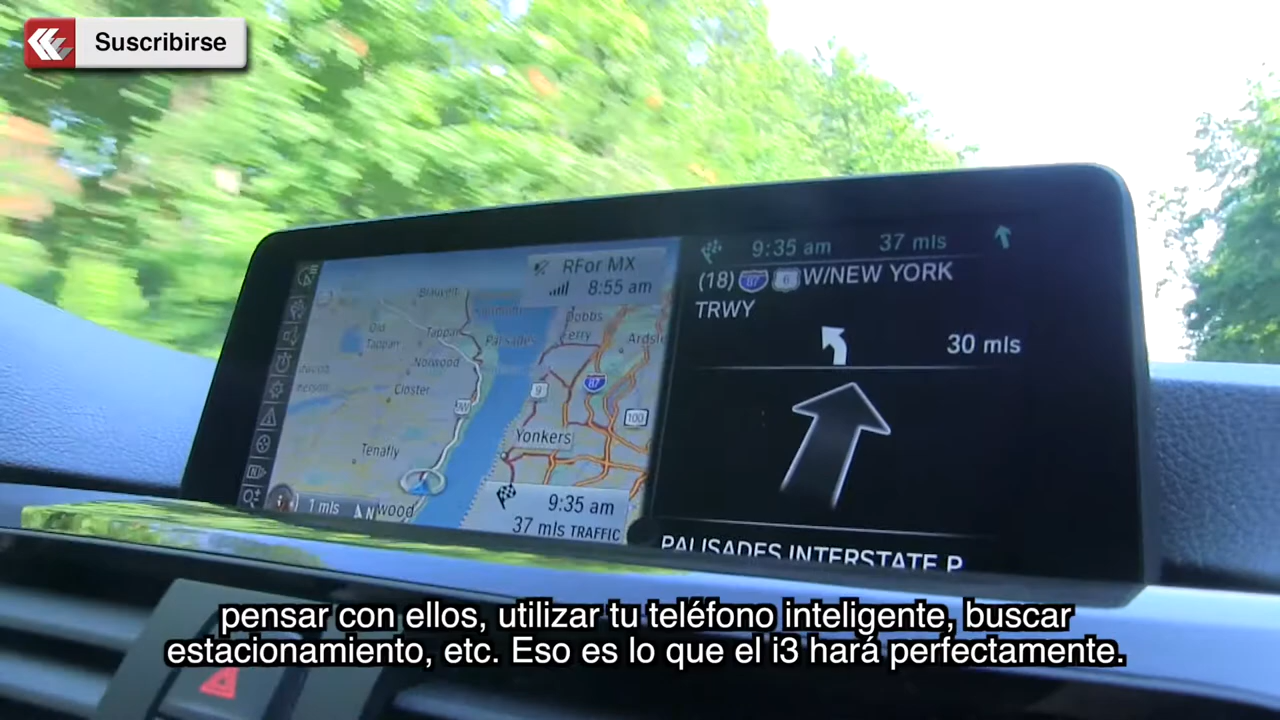 Suscribirse
RFor MX
8:55 am
9:35 am 37 mls
(18) 87 6 W/NEW YORK
TRWY
30 mls
Tappan
Old
Tappan
Palisades
Dobbs
Ferry
Norwood
Closter
9
87
100
Yonkers
Tenafly
1 mls
N
wood
9:35 am
37 mls TRAFFIC
PALISADES INTERSTATE P
pensar con ellos, utilizar tu teléfono inteligente, buscar
estacionamiento, etc. Eso es lo que el i3 hará perfectamente.